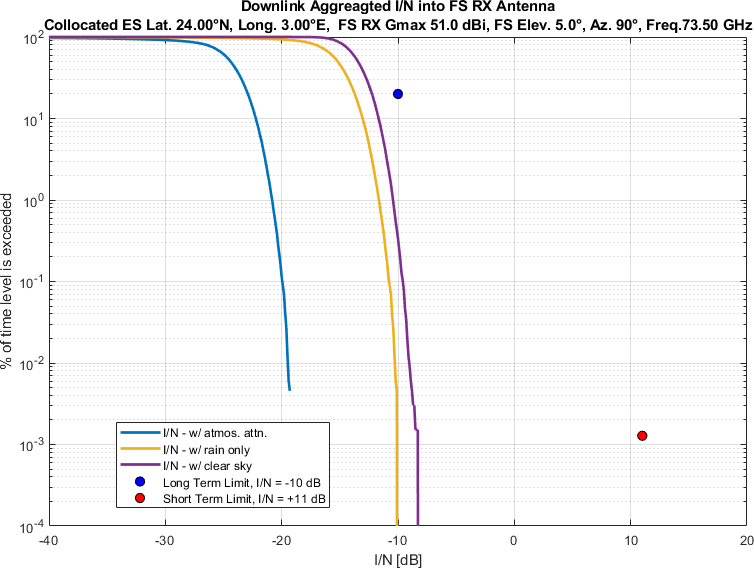 Downlink Aggreagted I/N into FS RX Antenna
Collocated ES Lat. 24.00°N, Long. 3.00°E, FS RX Gmax 51.0 dBi, FS Elev. 5.0°, Az. 90°, Freq.73.50 GHz
% of time level is exceeded
10^2
10^1
10^0
10^-1
10^-2
10^-3
10^-4
I/N - w/ atmos. attn.
I/N - w/ rain only
I/N - w/ clear sky
Long Term Limit, I/N = -10 dB
Short Term Limit, I/N = +11 dB
-40 -30 -20 -10 0 10 20
I/N [dB]